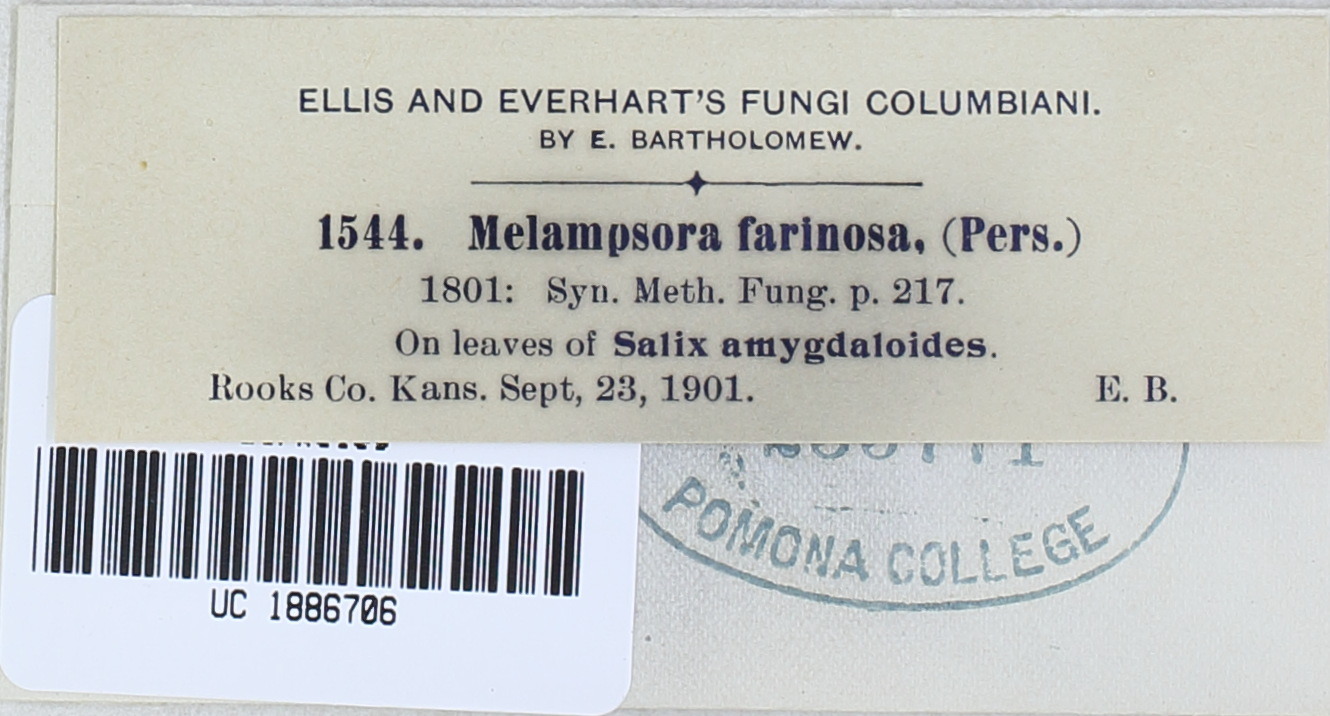 ELLIS AND EVERHART'S FUNGI COLUMBIANI.
BY E. BARTHOLOMEW.
1544. Melampsora farinosa, (Pers.)
1801: Syn. Meth. Fung. p. 217.
On leaves of Salix amygdaloides.
Rooks Co. Kans. Sept, 23, 1901. E. B.
POMONA COLLEGE
UC 1886706